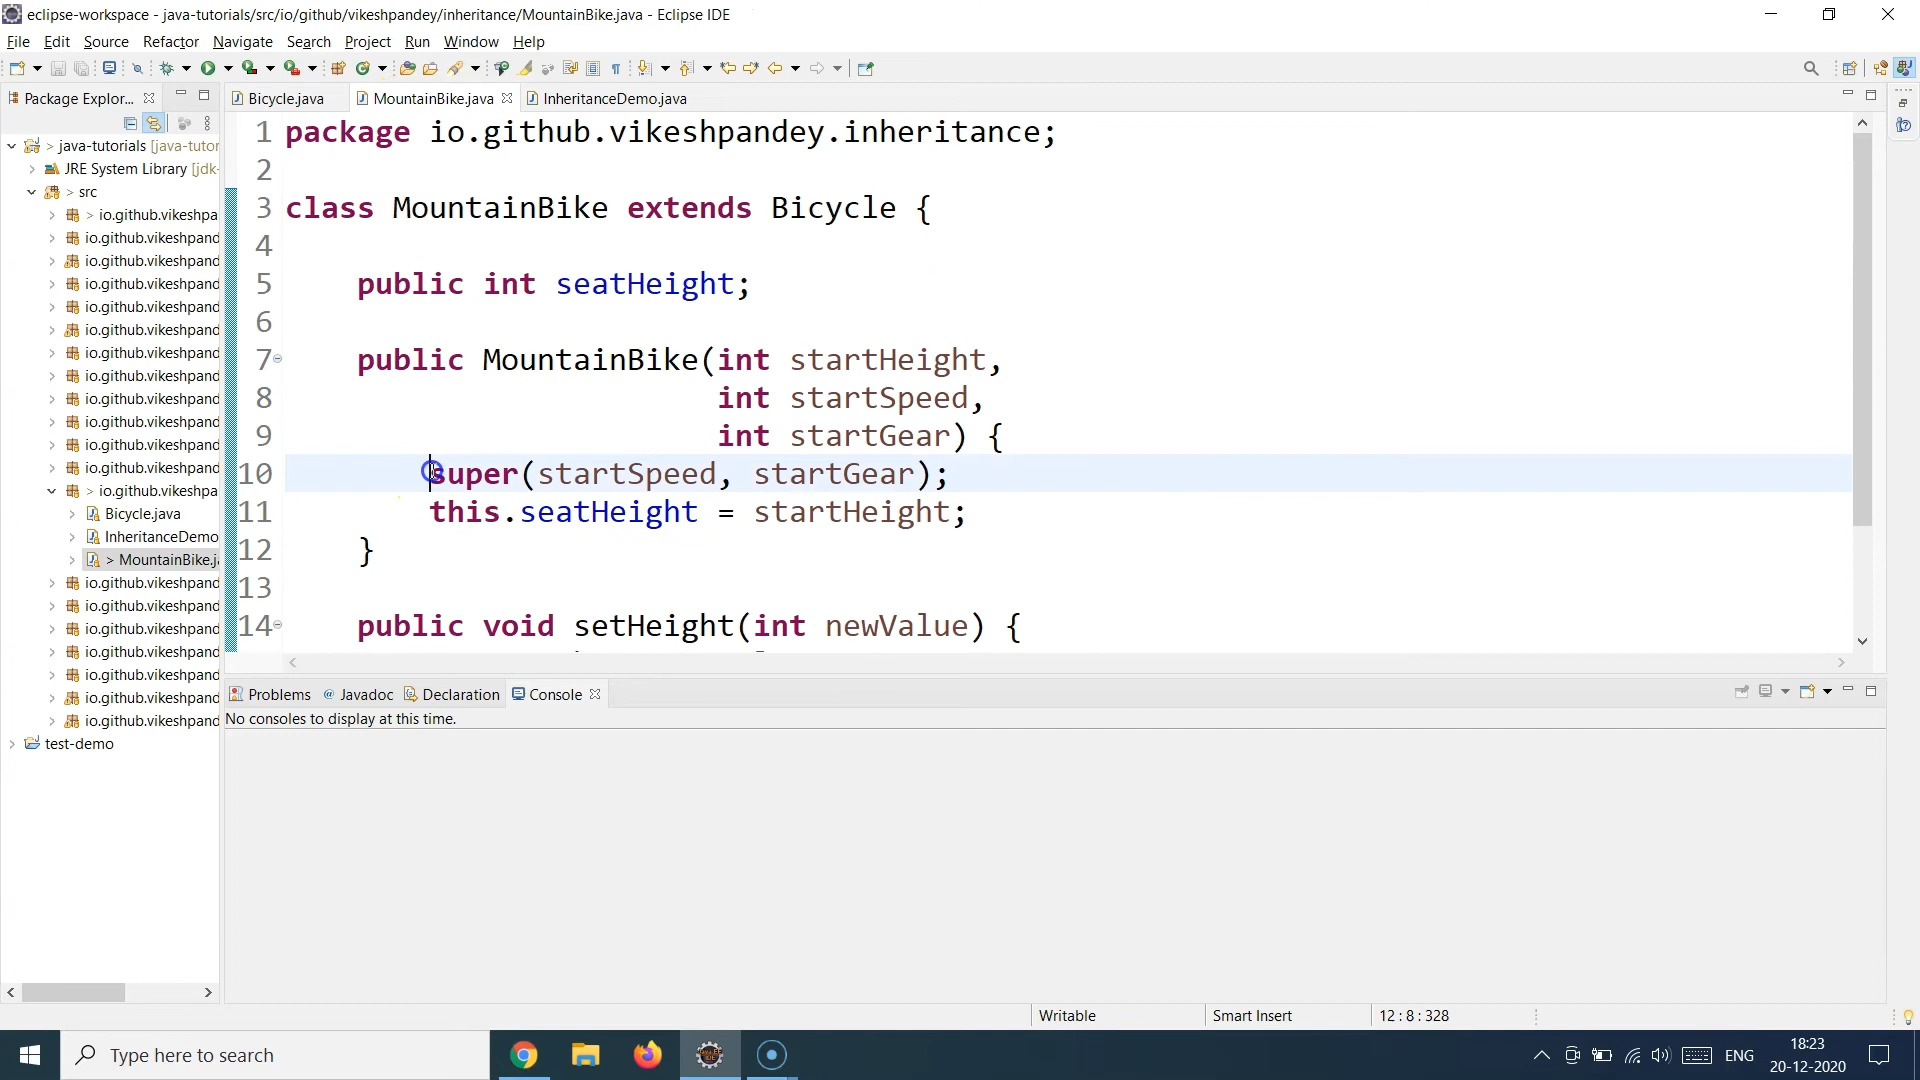 eclipse-workspace - java-tutorials/src/io/github/vikeshpandey/inheritance/MountainBike.java - Eclipse IDE
File Edit Source Refactor Navigate Search Project Run Window Help
Package Explor...
Bicycle.java MountainBike.java InheritanceDemo.java
> java-tutorials [java-tutor
JRE System Library [jdk-
> src
> io.github.vikeshpa
io.github.vikeshpand
io.github.vikeshpand
io.github.vikeshpand
io.github.vikeshpand
io.github.vikeshpand
io.github.vikeshpand
io.github.vikeshpand
io.github.vikeshpand
io.github.vikeshpand
io.github.vikeshpand
io.github.vikeshpand
> io.github.vikeshpa
Bicycle.java
InheritanceDemo
> MountainBike.j
io.github.vikeshpand
io.github.vikeshpand
io.github.vikeshpand
io.github.vikeshpand
io.github.vikeshpand
io.github.vikeshpand
io.github.vikeshpand
test-demo
1 package io.github.vikeshpandey.inheritance;
2
3 class MountainBike extends Bicycle {
4
5 public int seatHeight;
6
7 public MountainBike(int startHeight,
8 int startSpeed,
9 int startGear) {
10 super(startSpeed, startGear);
11 this.seatHeight = startHeight;
12 }
13
14 public void setHeight(int newValue) {
Problems @ Javadoc Declaration Console
No consoles to display at this time.
Writable Smart Insert 12 : 8 : 328
Type here to search
ENG
18:23
20-12-2020